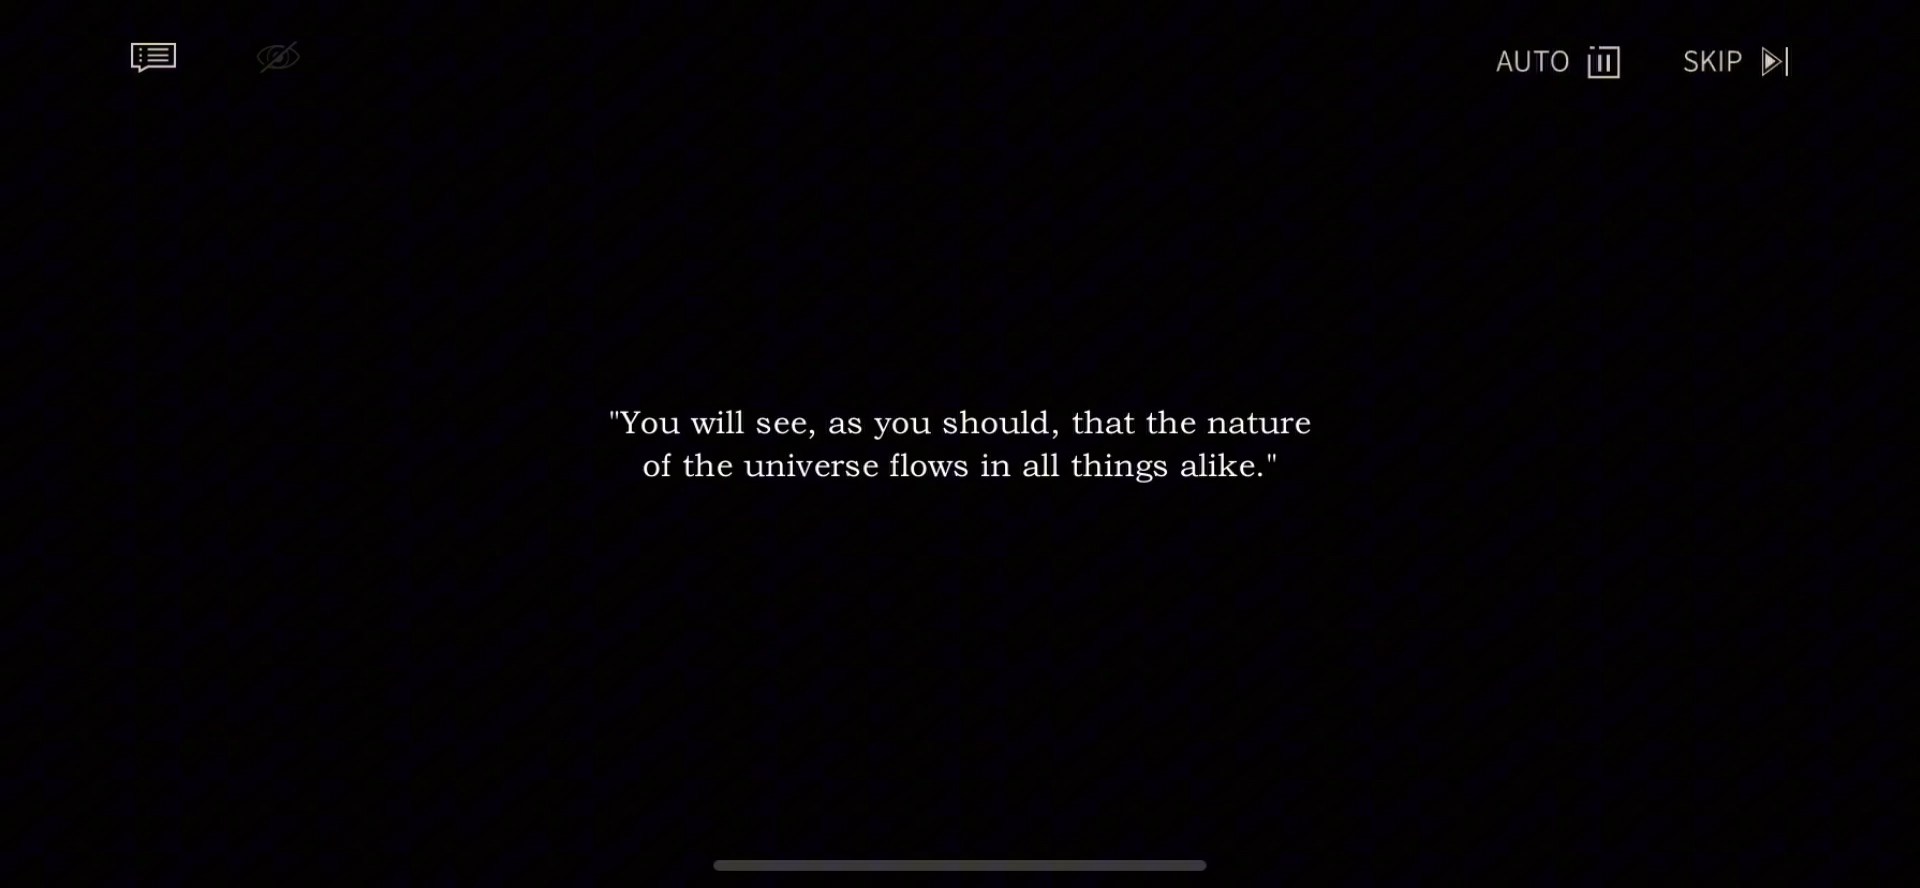 AUTO
SKIP
"You will see, as you should, that the nature
of the universe flows in all things alike."